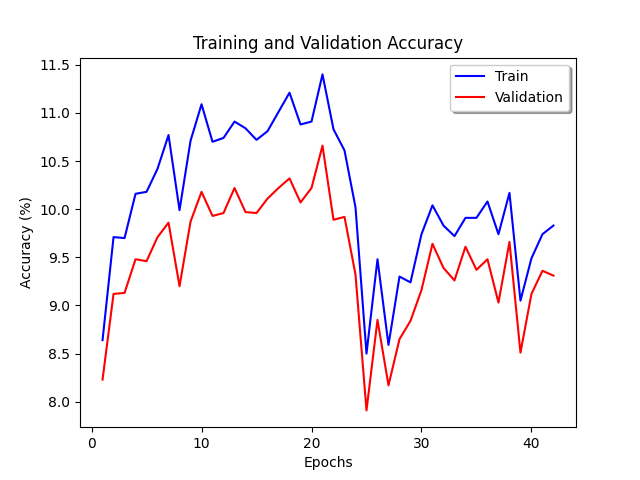 Training and Validation Accuracy
Train
Validation
11.5
11.0
10.5
10.0
9.5
9.0
8.5
8.0
Accuracy (%)
0 10 20 30 40
Epochs